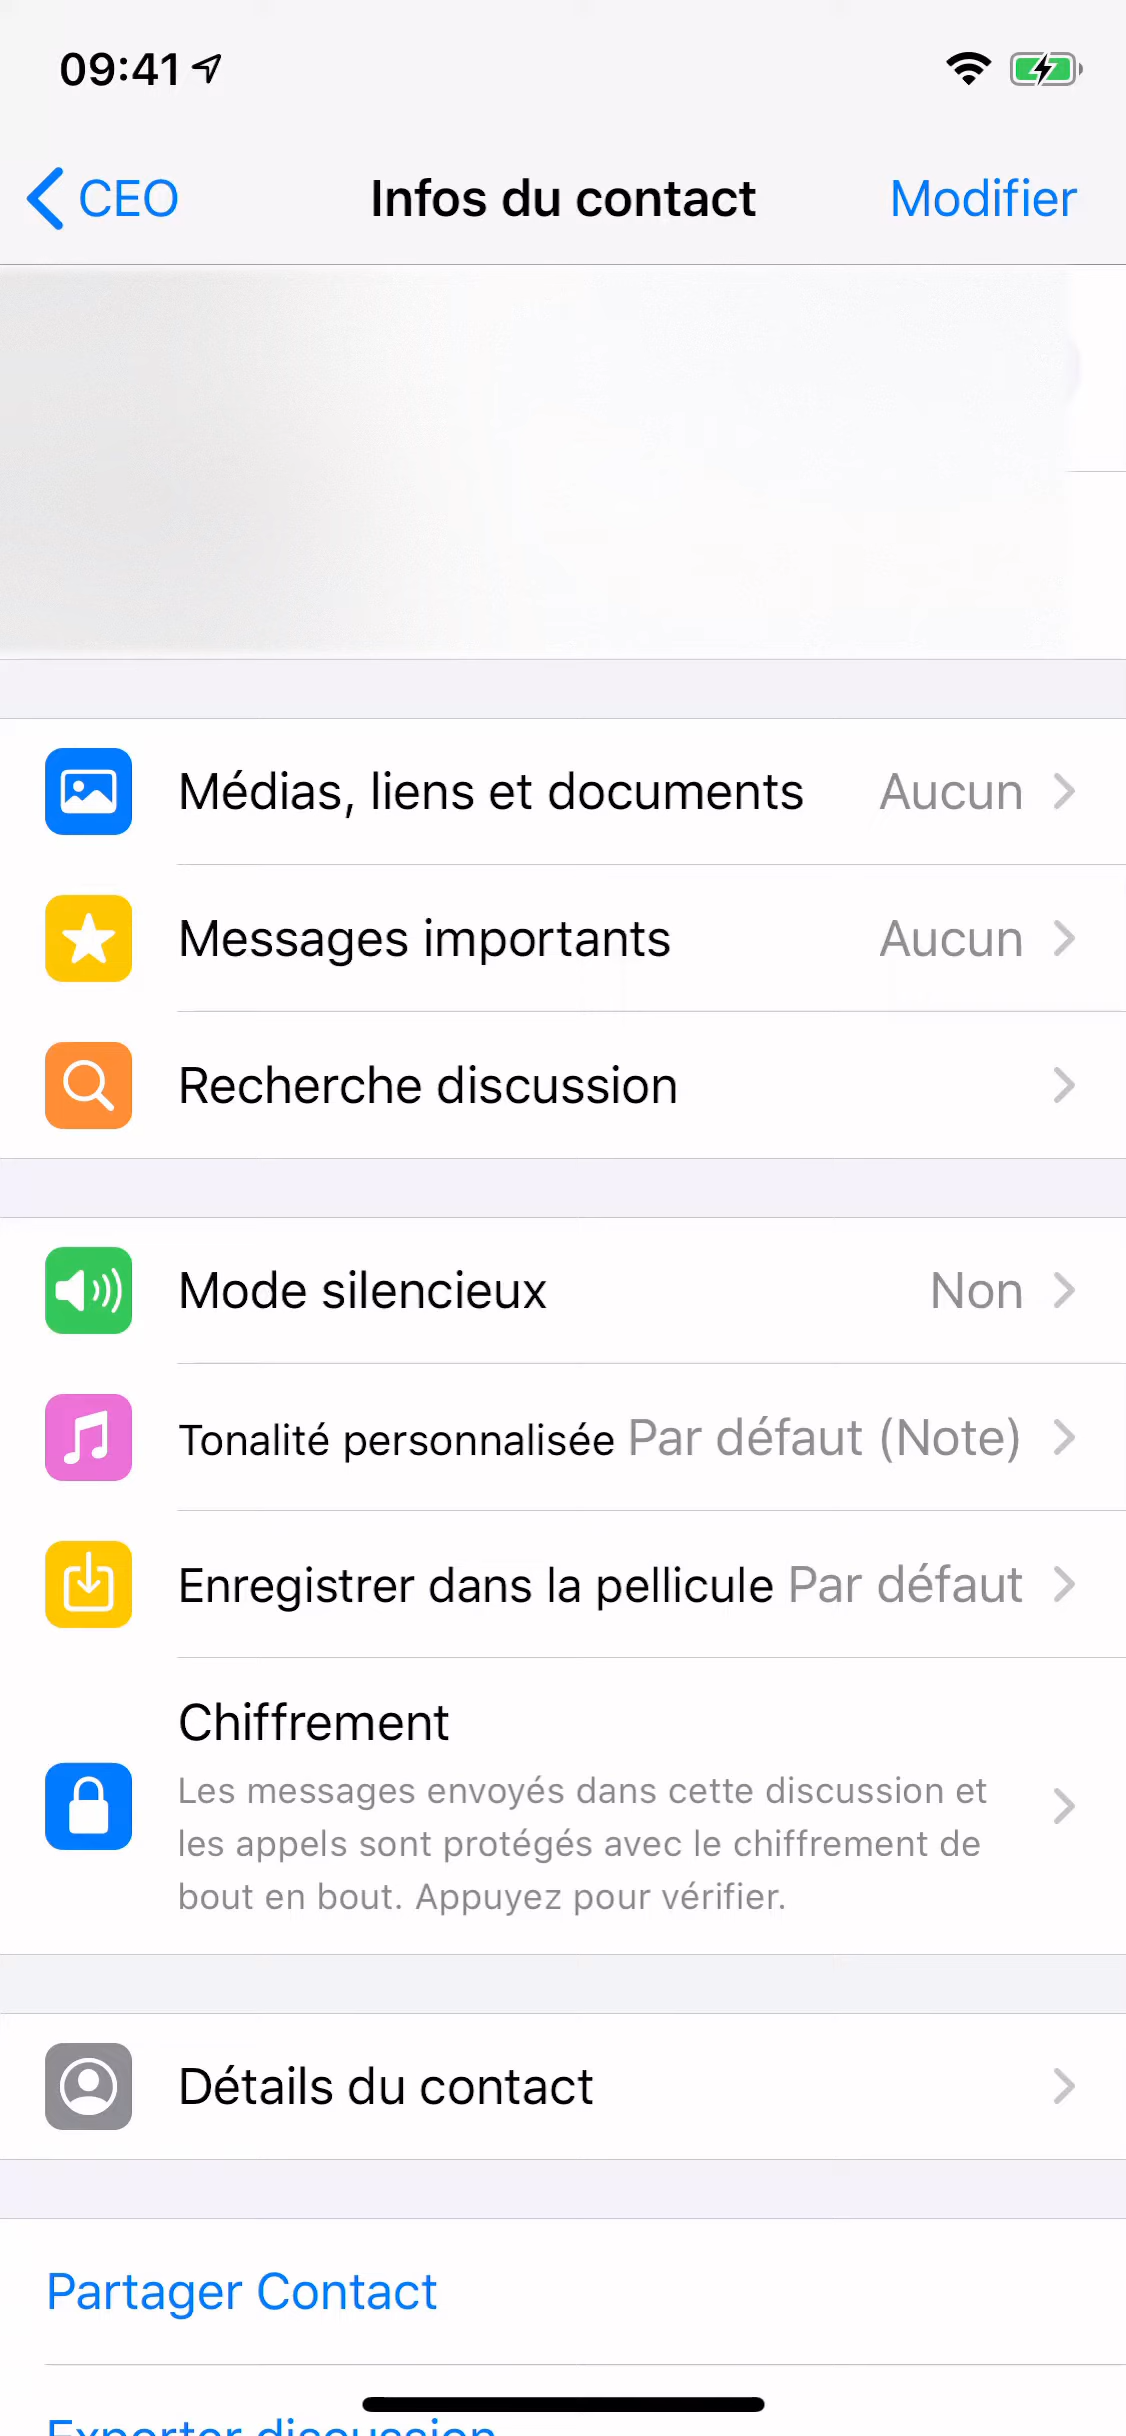 09:41
CEO Infos du contact Modifier
Médias, liens et documents Aucun
Messages importants Aucun
Recherche discussion
Mode silencieux Non
Tonalité personnalisée Par défaut (Note)
Enregistrer dans la pellicule Par défaut
Chiffrement
Les messages envoyés dans cette discussion et
les appels sont protégés avec le chiffrement de
bout en bout. Appuyez pour vérifier.
Détails du contact
Partager Contact
Exporter discussion